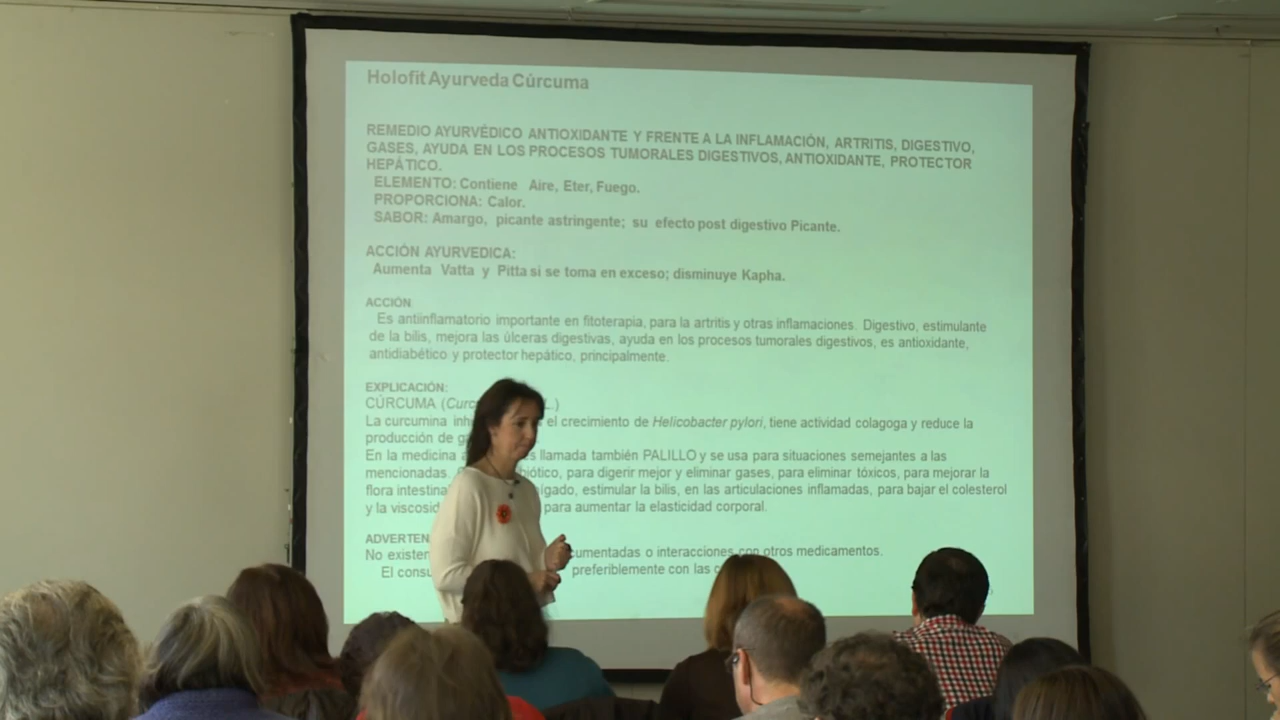 Holofit Ayurveda Cúrcuma
REMEDIO AYURVÉDICO ANTIOXIDANTE Y FRENTE A LA INFLAMACIÓN, ARTRITIS, DIGESTIVO,
GASES, AYUDA EN LOS PROCESOS TUMORALES DIGESTIVOS, ANTIOXIDANTE, PROTECTOR
HEPÁTICO.
ELEMENTO: Contiene Aire, Eter, Fuego.
PROPORCIONA: Calor.
SABOR: Amargo, picante astringente; su efecto post digestivo Picante.
ACCIÓN AYURVEDICA:
Aumenta Vatta y Pitta si se toma en exceso; disminuye Kapha.
ACCIÓN
Es antiinflamatorio importante en fitoterapia, para la artritis y otras inflamaciones. Digestivo, estimulante
de la bilis, mejora las úlceras digestivas, ayuda en los procesos tumorales digestivos, es antioxidante,
antidiabético y protector hepático, principalmente.
EXPLICACIÓN:
CÚRCUMA (Curc L.)
La curcumina inh el crecimiento de Helicobacter pylori, tiene actividad colagoga y reduce la
producción de g
En la medicina a s llamada también PALILLO y se usa para situaciones semejantes a las
mencionadas. biótico, para digerir mejor y eliminar gases, para eliminar tóxicos, para mejorar la
flora intestina ígado, estimular la bilis, en las articulaciones inflamadas, para bajar el colesterol
y la viscosid para aumentar la elasticidad corporal.
ADVERTEN
No existen cumentadas o interacciones con otros medicamentos.
El consu preferiblemente con las